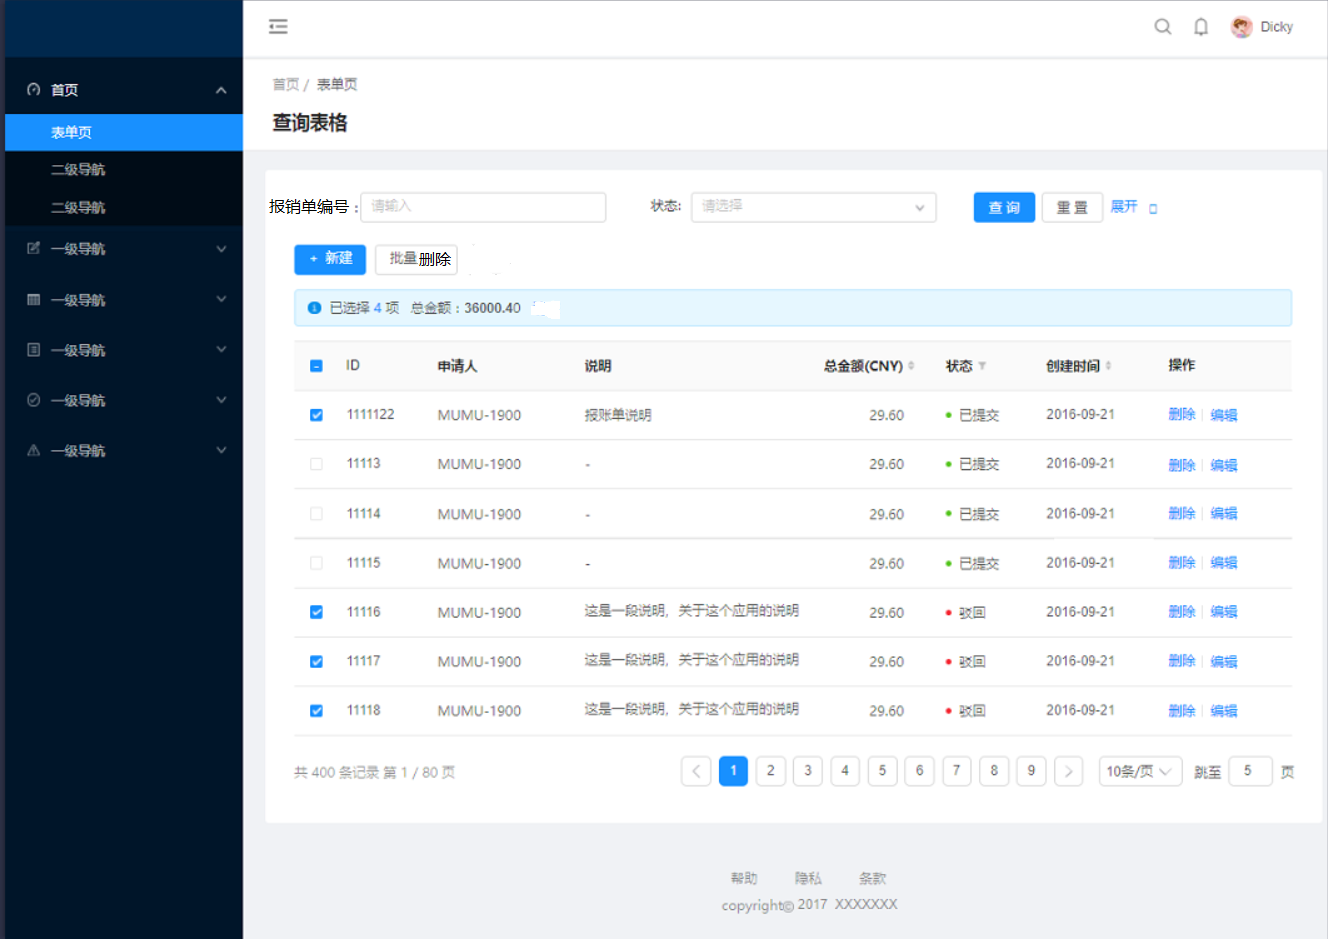 Dicky
首页
表单页
二级导航
二级导航
一级导航
一级导航
一级导航
一级导航
一级导航
首页 / 表单页
查询表格
报销单编号： 请输入 状态: 请选择 查 询 重 置 展开
+ 新建 批量删除
已选择 4 项 总金额：36000.40
ID 申请人 说明 总金额(CNY) 状态 创建时间 操作
1111122 MUMU-1900 报账单说明 29.60 已提交 2016-09-21 删除 | 编辑
11113 MUMU-1900 - 29.60 已提交 2016-09-21 删除 | 编辑
11114 MUMU-1900 - 29.60 已提交 2016-09-21 删除 | 编辑
11115 MUMU-1900 - 29.60 已提交 2016-09-21 删除 | 编辑
11116 MUMU-1900 这是一段说明，关于这个应用的说明 29.60 驳回 2016-09-21 删除 | 编辑
11117 MUMU-1900 这是一段说明，关于这个应用的说明 29.60 驳回 2016-09-21 删除 | 编辑
11118 MUMU-1900 这是一段说明，关于这个应用的说明 29.60 驳回 2016-09-21 删除 | 编辑
共 400 条记录 第 1 / 80 页 1 2 3 4 5 6 7 8 9 10条/页 跳至 5 页
帮助 隐私 条款
copyright© 2017 XXXXXXX